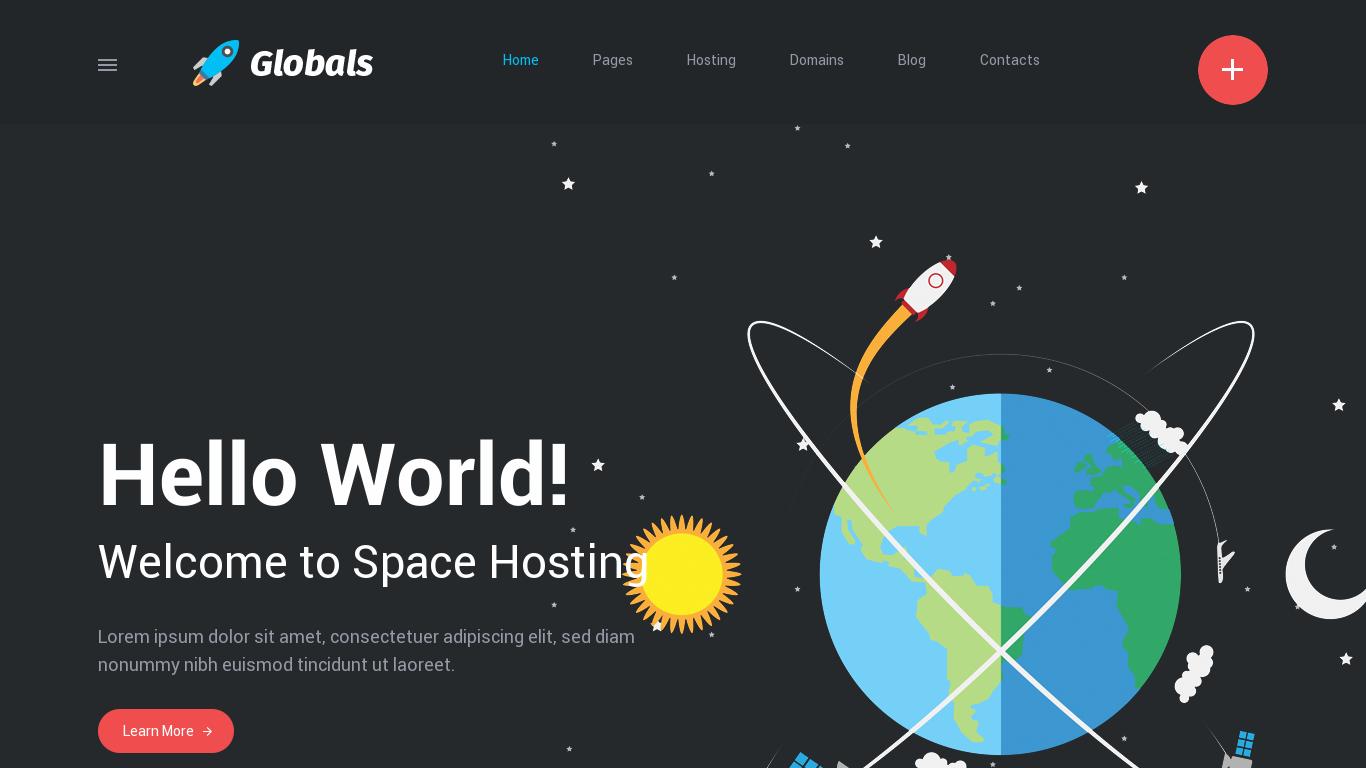 Globals
Home
Pages
Hosting
Domains
Blog
Contacts
Hello World!
Welcome to Space Hosting
Lorem ipsum dolor sit amet, consectetuer adipiscing elit, sed diam
nonummy nibh euismod tincidunt ut laoreet.
Learn More